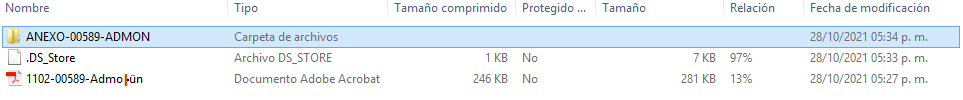 Nombre Tipo Tamaño comprimido Protegido ... Tamaño Relación Fecha de modificación
ANEXO-00589-ADMON Carpeta de archivos 28/10/2021 05:34 p. m.
.DS_Store Archivo DS_STORE 1 KB No 7 KB 97% 28/10/2021 05:33 p. m.
1102-00589-Admo╠ün Documento Adobe Acrobat 246 KB No 281 KB 13% 28/10/2021 05:27 p. m.